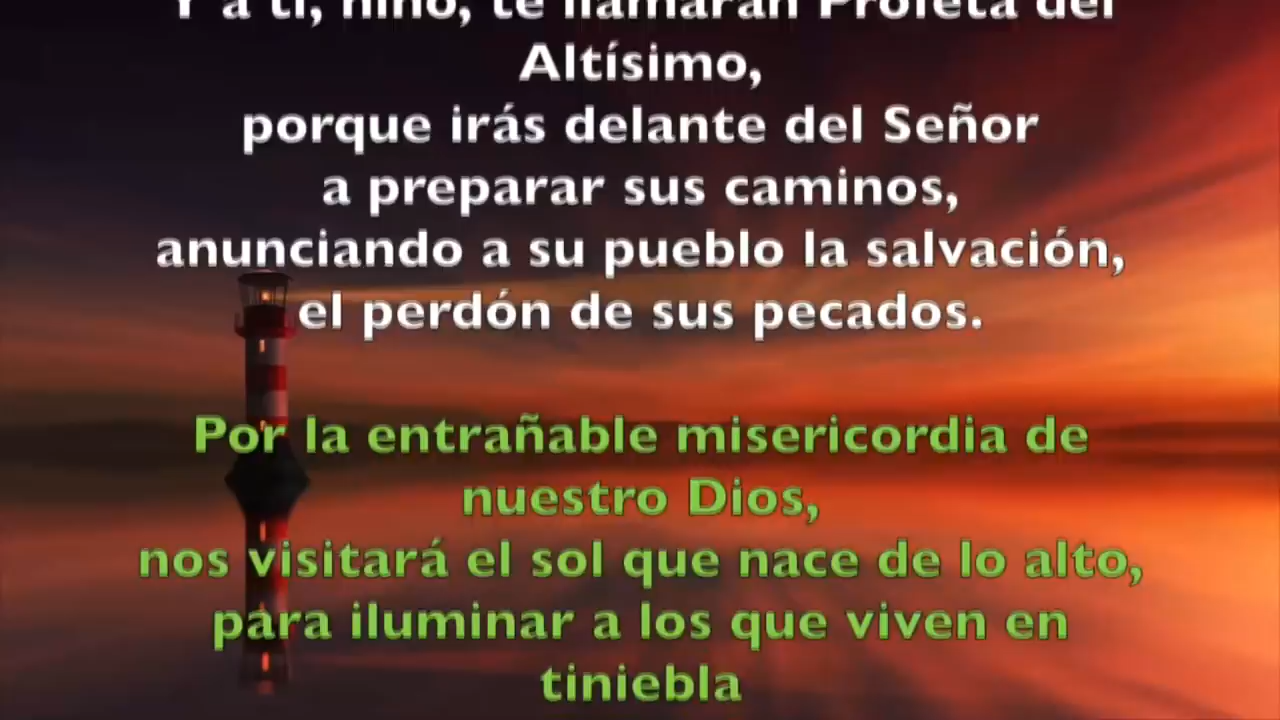 Y a ti, niño, te llamarán Profeta del
Altísimo,
porque irás delante del Señor
a preparar sus caminos,
anunciando a su pueblo la salvación,
el perdón de sus pecados.
Por la entrañable misericordia de
nuestro Dios,
nos visitará el sol que nace de lo alto,
para iluminar a los que viven en
tiniebla